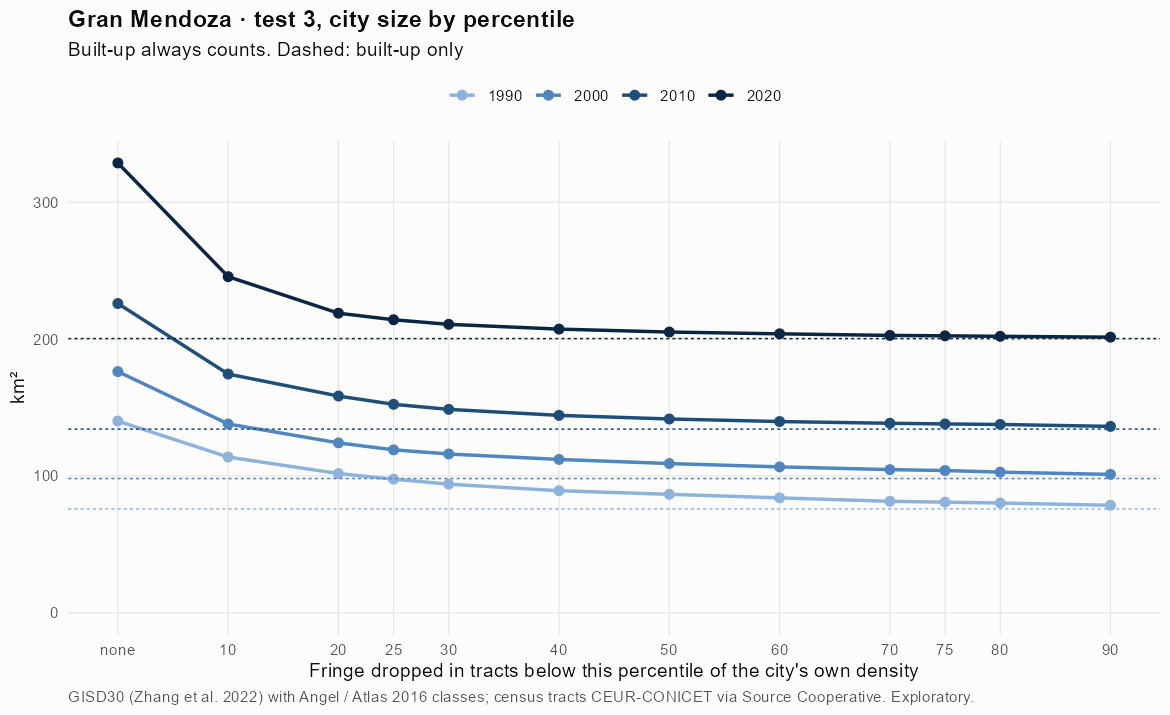 Gran Mendoza · test 3, city size by percentile
Built-up always counts. Dashed: built-up only
1990 2000 2010 2020
300
200
100
0
km²
none 10 20 25 30 40 50 60 70 75 80 90
Fringe dropped in tracts below this percentile of the city's own density
GISD30 (Zhang et al. 2022) with Angel / Atlas 2016 classes; census tracts CEUR-CONICET via Source Cooperative. Exploratory.